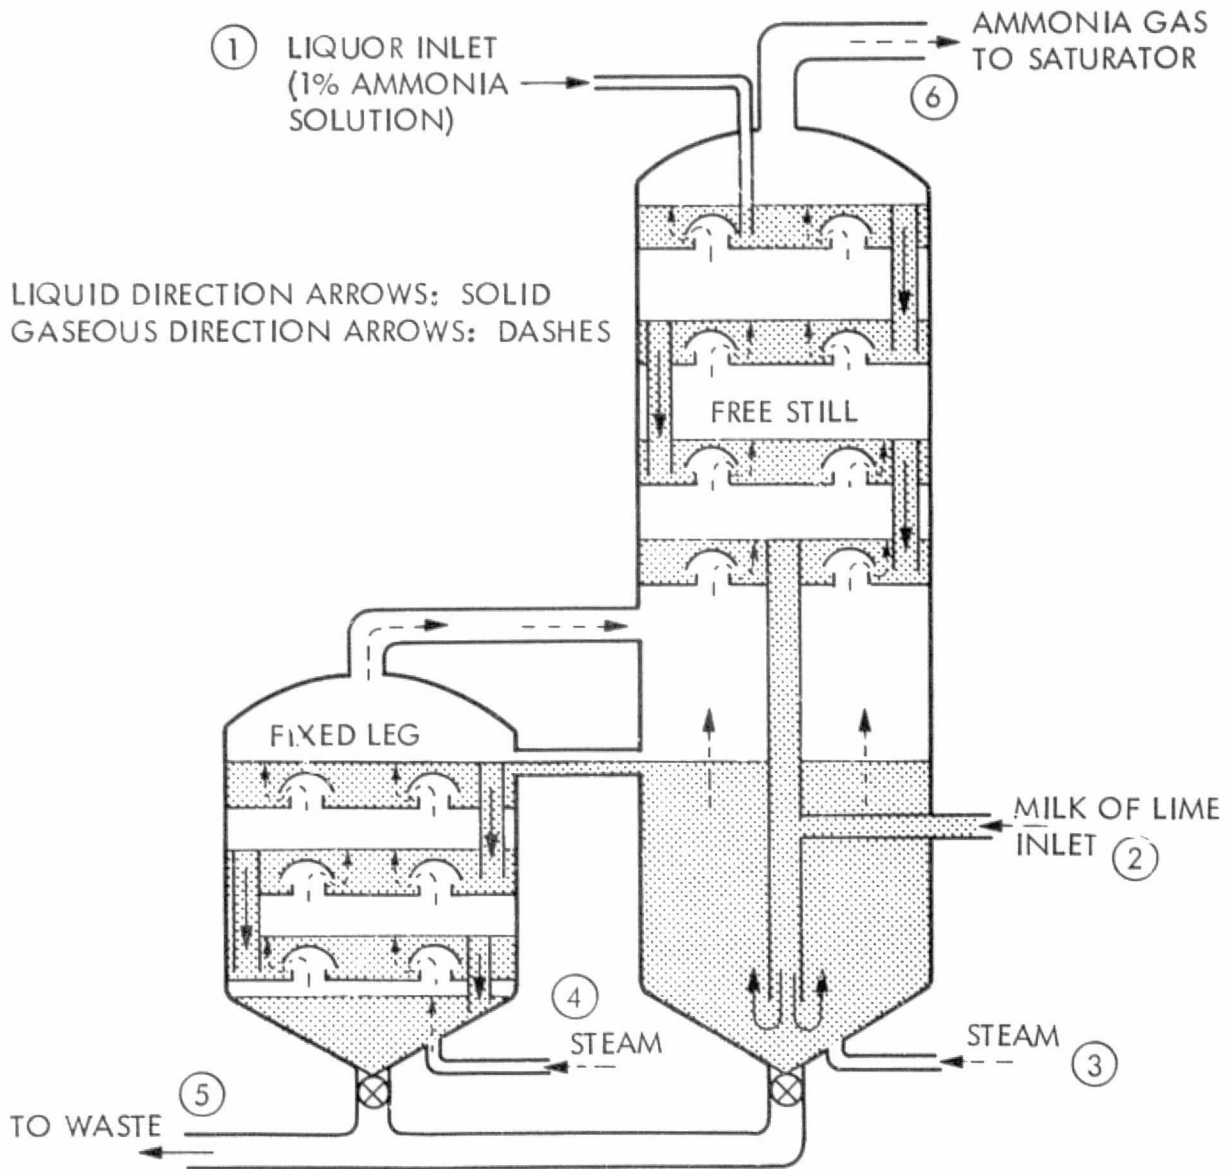 1 LIQUOR INLET
(1% AMMONIA
SOLUTION)
AMMONIA GAS
TO SATURATOR
6
LIQUID DIRECTION ARROWS: SOLID
GASEOUS DIRECTION ARROWS: DASHES
FREE STILL
FIXED LEG
MILK OF LIME
INLET 2
4
STEAM
STEAM 3
5
TO WASTE